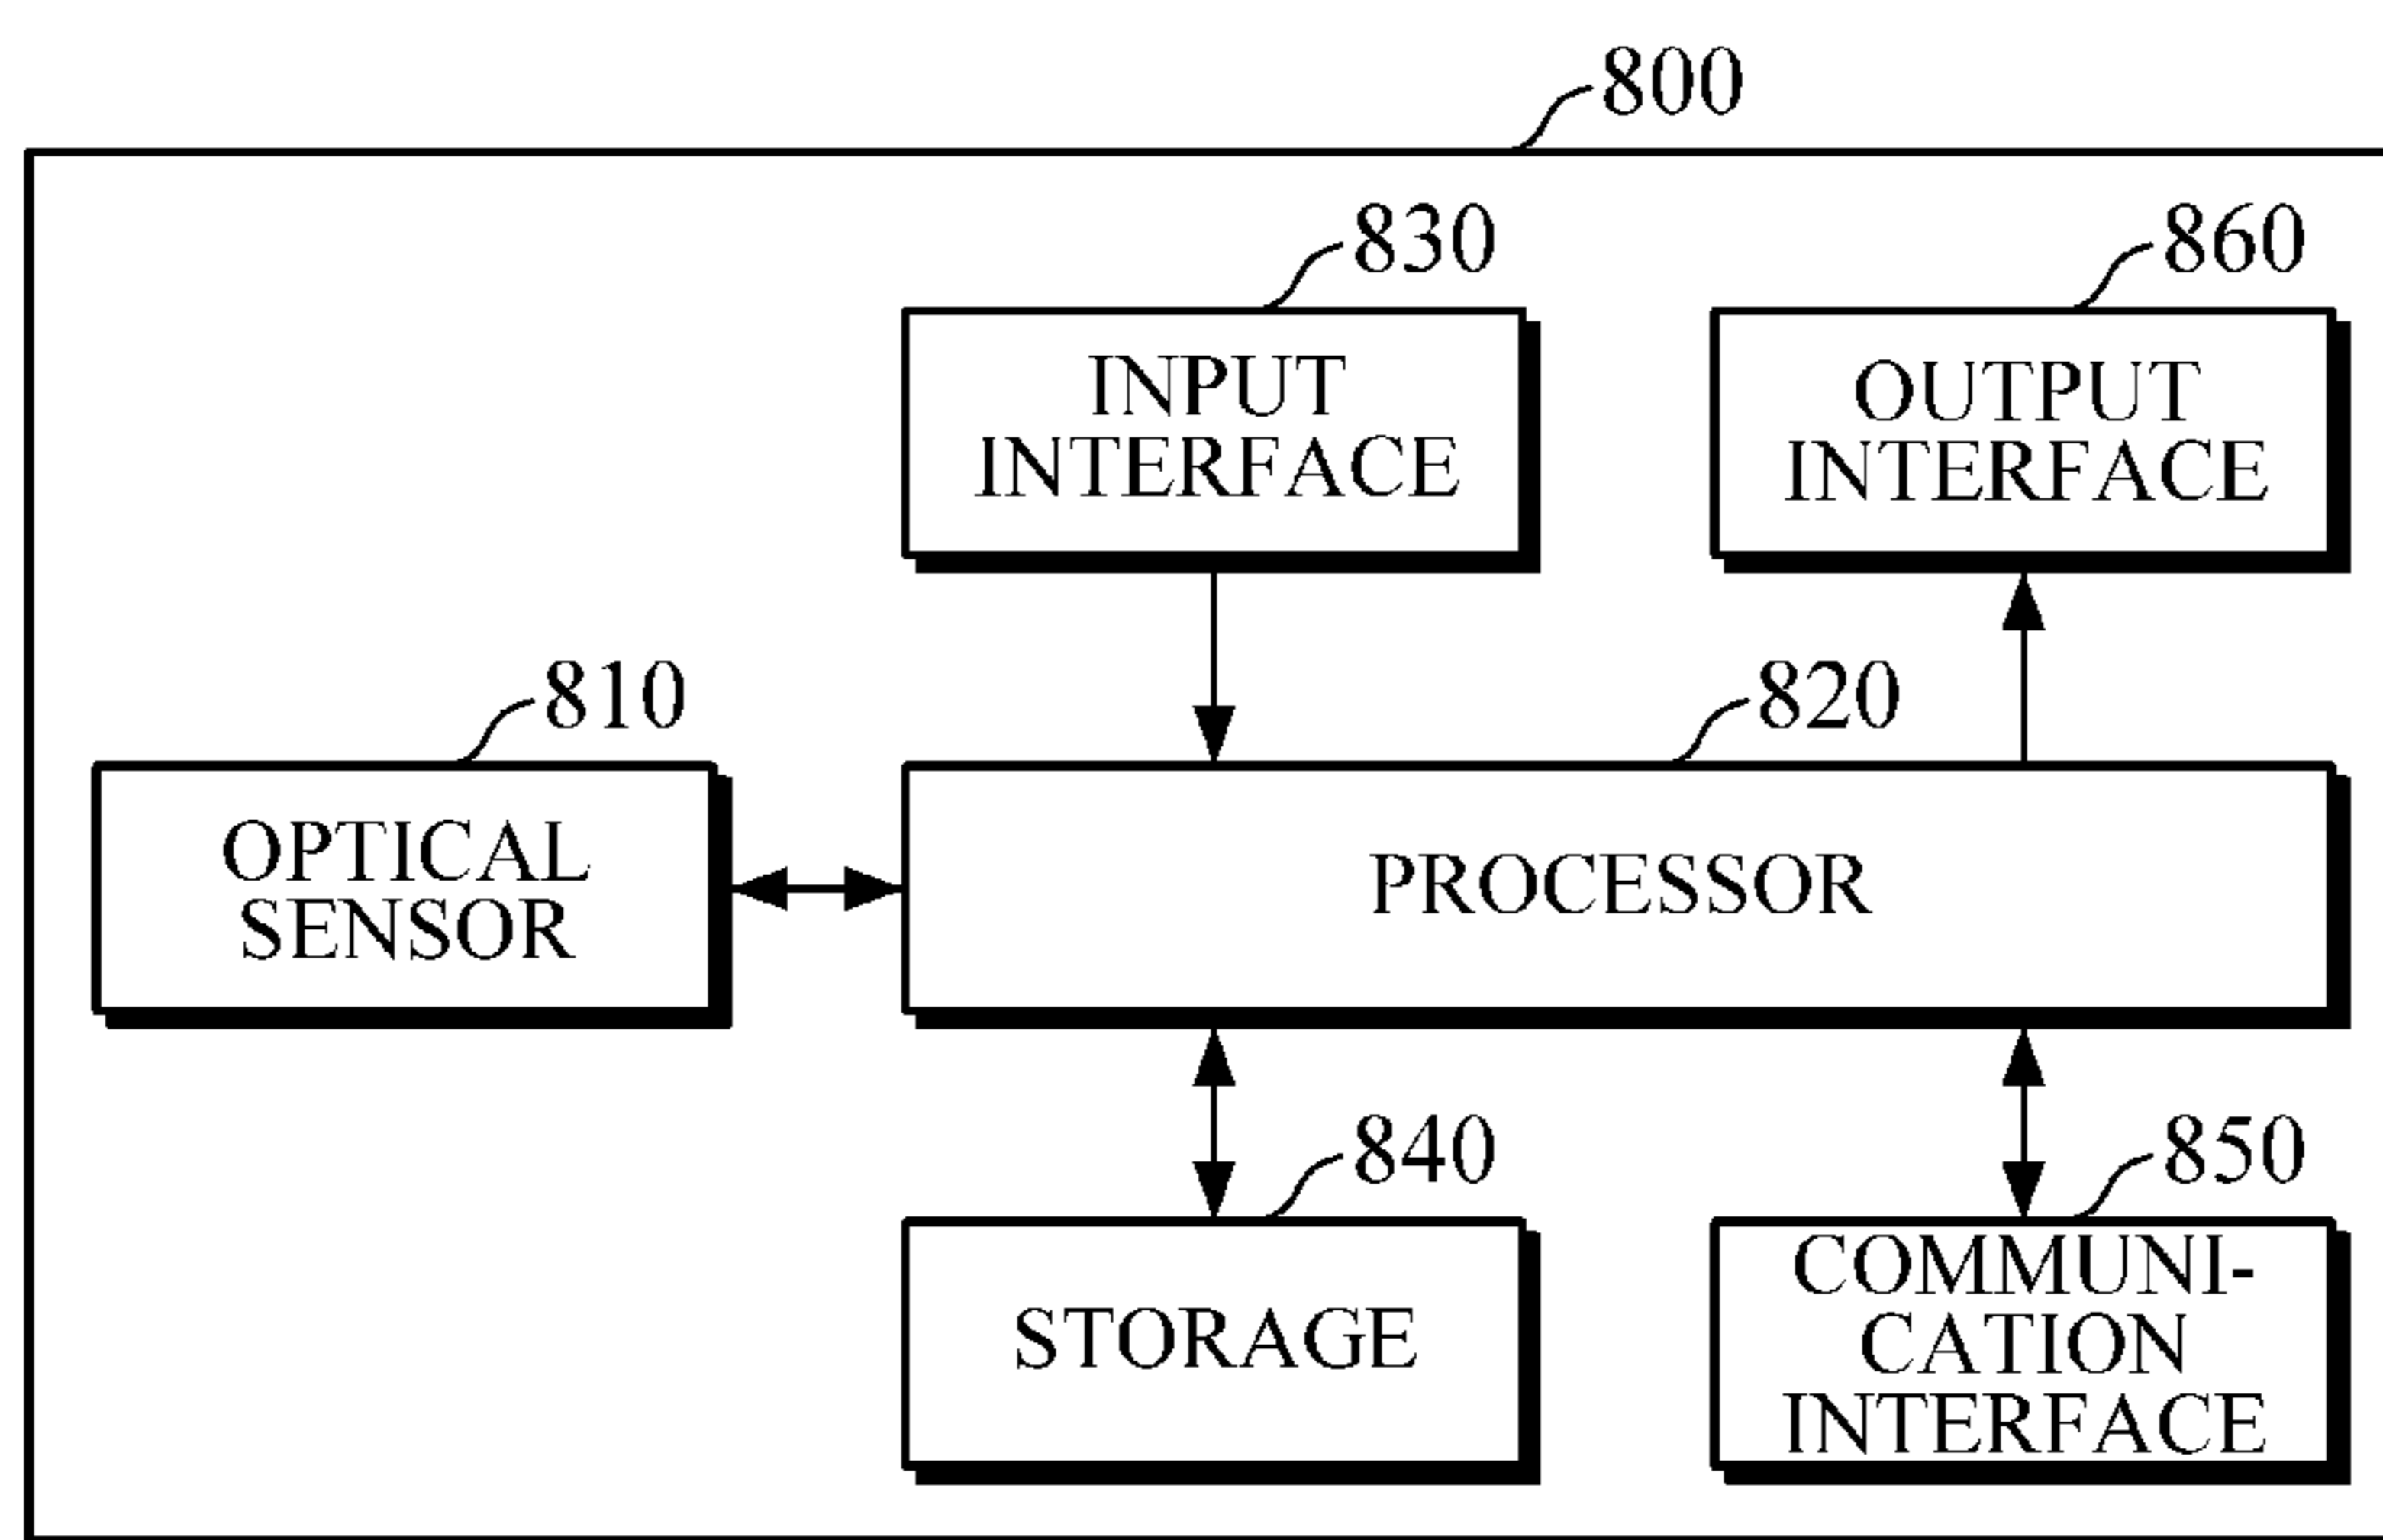 800
830
860
INPUT
INTERFACE
OUTPUT
INTERFACE
810
820
OPTICAL
SENSOR
PROCESSOR
840
850
STORAGE
COMMUNI-
CATION
INTERFACE